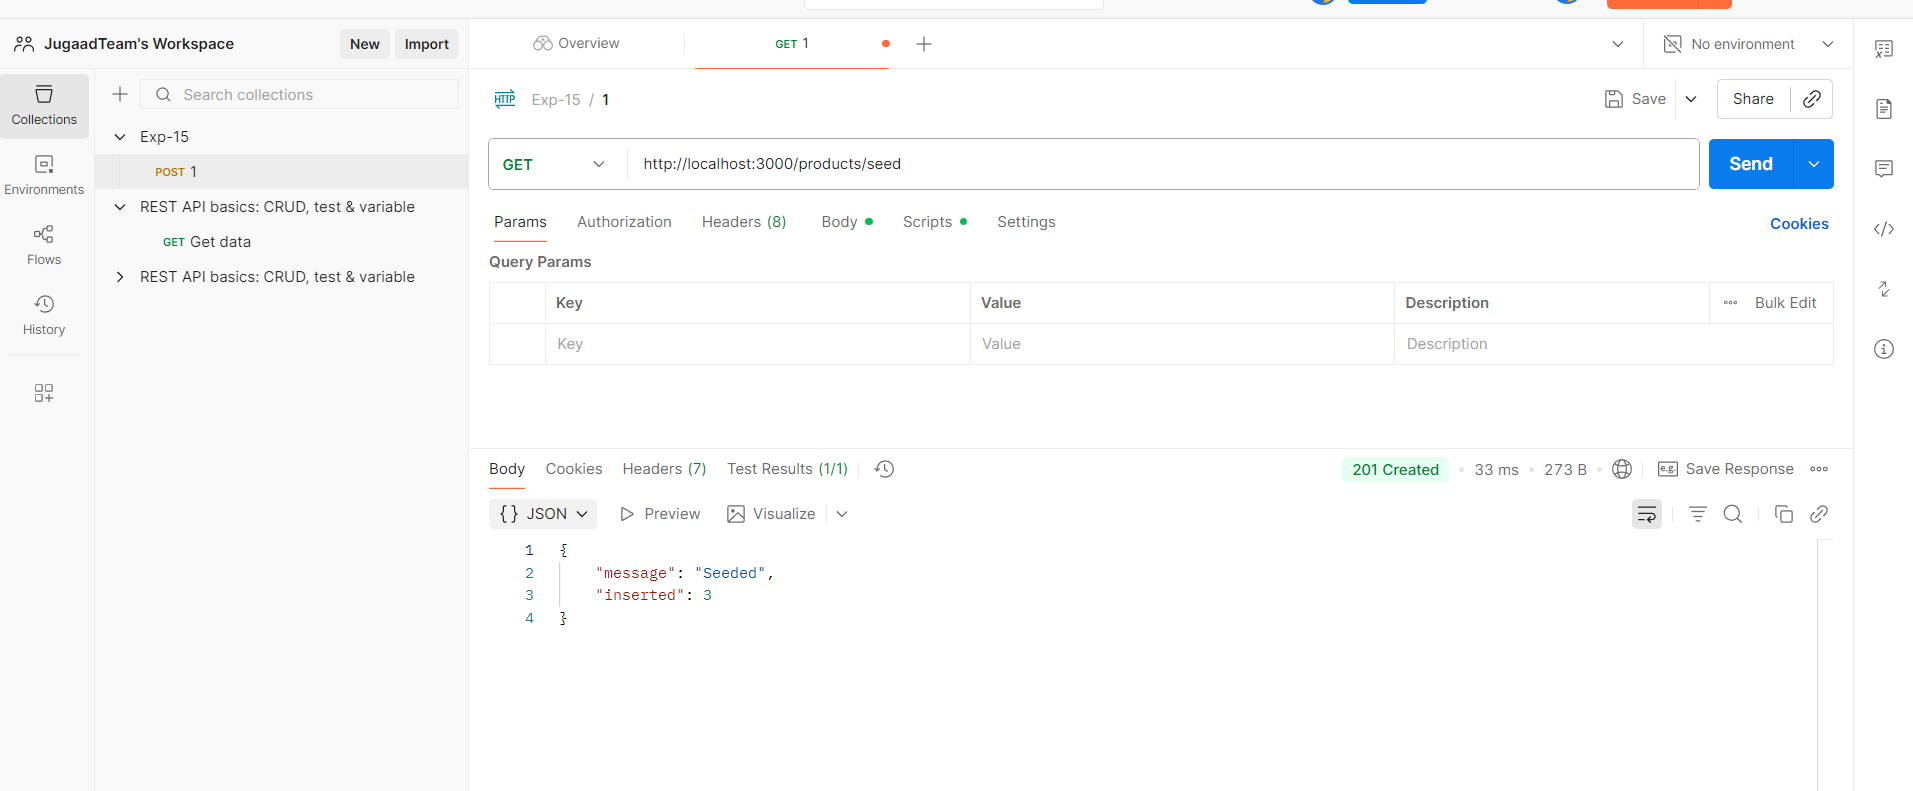 JugaadTeam's Workspace
New
Import
Overview
GET 1
No environment
Collections
Environments
Flows
History
Search collections
Exp-15
POST 1
REST API basics: CRUD, test & variable
GET Get data
REST API basics: CRUD, test & variable
HTTP Exp-15 / 1
Save
Share
GET
http://localhost:3000/products/seed
Send
Params
Authorization
Headers (8)
Body
Scripts
Settings
Cookies
Query Params
Key
Value
Description
Bulk Edit
Key
Value
Description
Body
Cookies
Headers (7)
Test Results (1/1)
201 Created
33 ms
273 B
e.g. Save Response
{} JSON
Preview
Visualize
1 {
2 "message": "Seeded",
3 "inserted": 3
4 }